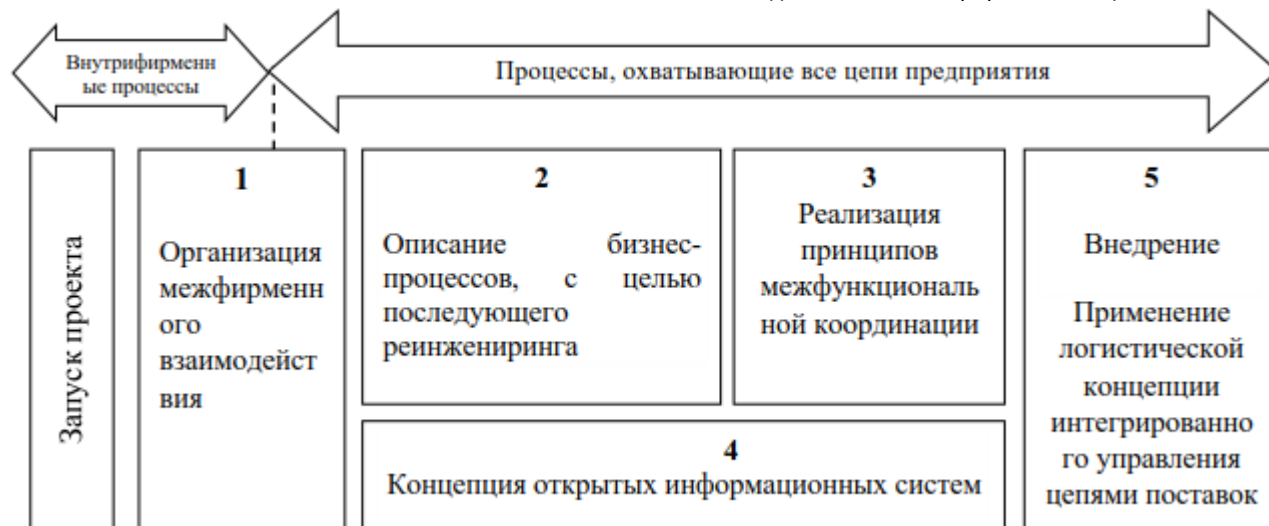 Внутрифирменн
ые процессы
Процессы, охватывающие все цепи предприятия
Запуск проекта
1
Организация
межфирменн
ого
взаимодейст
вия
2
Описание бизнес-
процессов, с целью
последующего
реинжениринга
3
Реализация
принципов
межфункциональ
ной координации
4
Концепция открытых информационных систем
5
Внедрение
Применение
логистической
концепции
интегрированно
го управления
цепями поставок